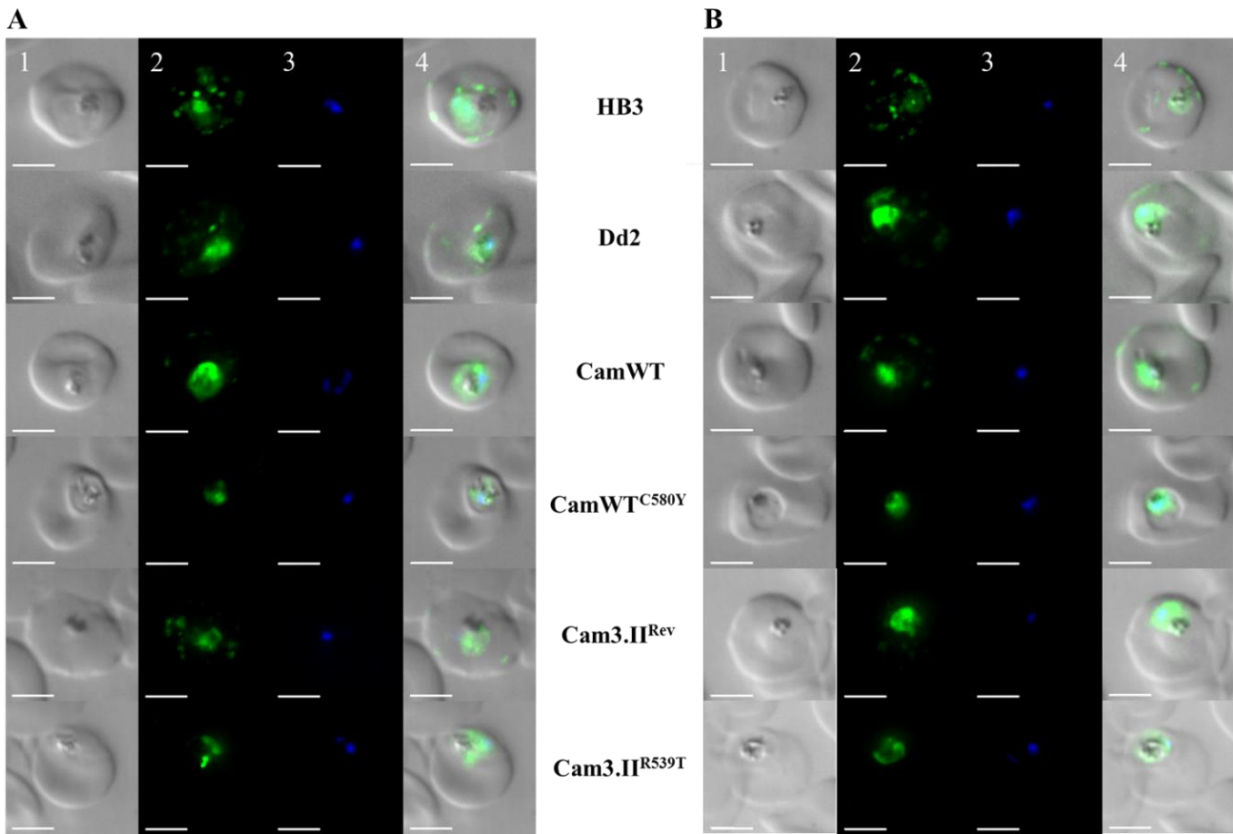 A
B
1 2 3 4
1 2 3 4
HB3
Dd2
CamWT
CamWT^C580Y
Cam3.II^Rev
Cam3.II^R539T